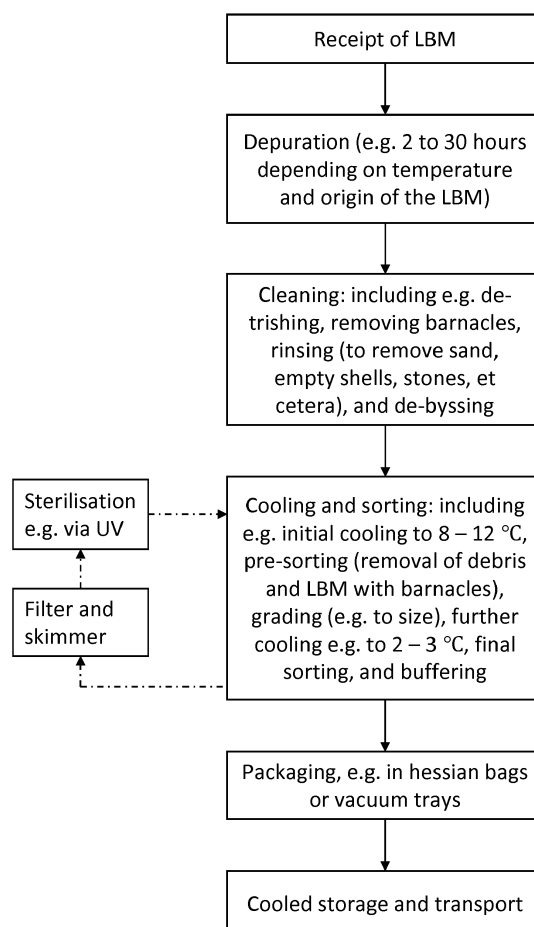 Receipt of LBM
Depuration (e.g. 2 to 30 hours
depending on temperature
and origin of the LBM)
Cleaning: including e.g. de-
trishing, removing barnacles,
rinsing (to remove sand,
empty shells, stones, et
cetera), and de-byssing
Sterilisation
e.g. via UV
Filter and
skimmer
Cooling and sorting: including
e.g. initial cooling to 8 – 12 °C,
pre-sorting (removal of debris
and LBM with barnacles),
grading (e.g. to size), further
cooling e.g. to 2 – 3 °C, final
sorting, and buffering
Packaging, e.g. in hessian bags
or vacuum trays
Cooled storage and transport